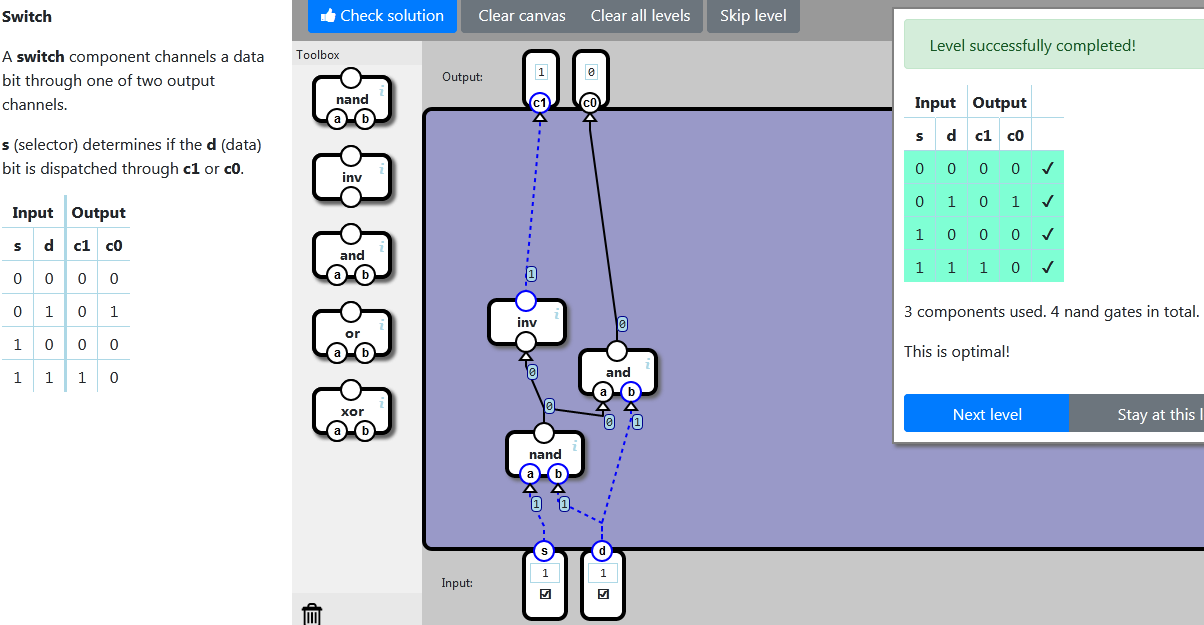 Switch
A switch component channels a data
bit through one of two output
channels.
s (selector) determines if the d (data)
bit is dispatched through c1 or c0.
Input Output
s d c1 c0
0 0 0 0
0 1 0 1
1 0 0 0
1 1 1 0
Check solution Clear canvas Clear all levels Skip level
Toolbox
nand i
a b
inv i
and i
a b
or i
a b
xor i
a b
Output:
1 0
c1 c0
1
inv i
0
0
and i
a b
0 1
0
nand i
a b
1 1
s d
Input:
1 1
Level successfully completed!
Input Output
s d c1 c0
0 0 0 0 ✓
0 1 0 1 ✓
1 0 0 0 ✓
1 1 1 0 ✓
3 components used. 4 nand gates in total.
This is optimal!
Next level Stay at this l